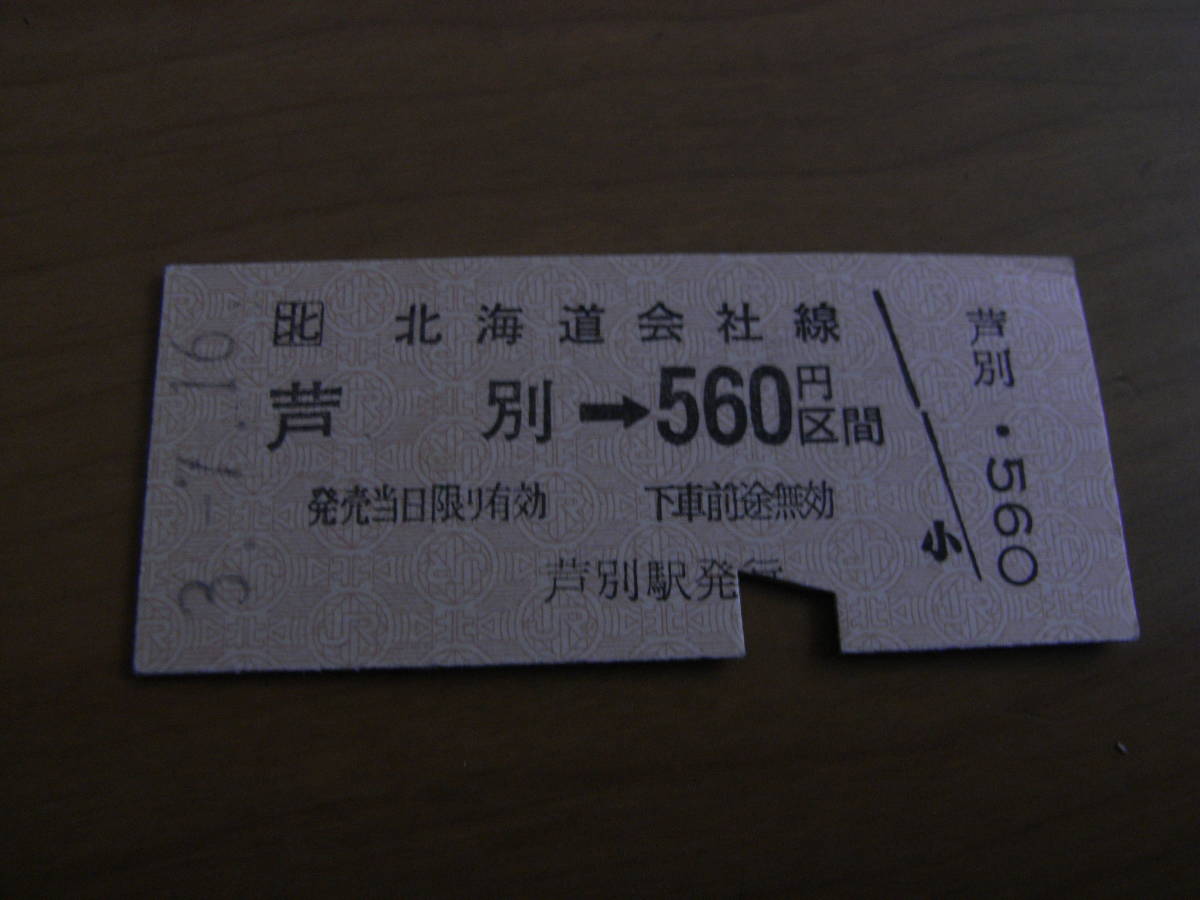 北 北海道会社線
芦別→560円区間
発売当日限り有効 下車前途無効
芦別駅発行
3.-7.16
芦別・560
小